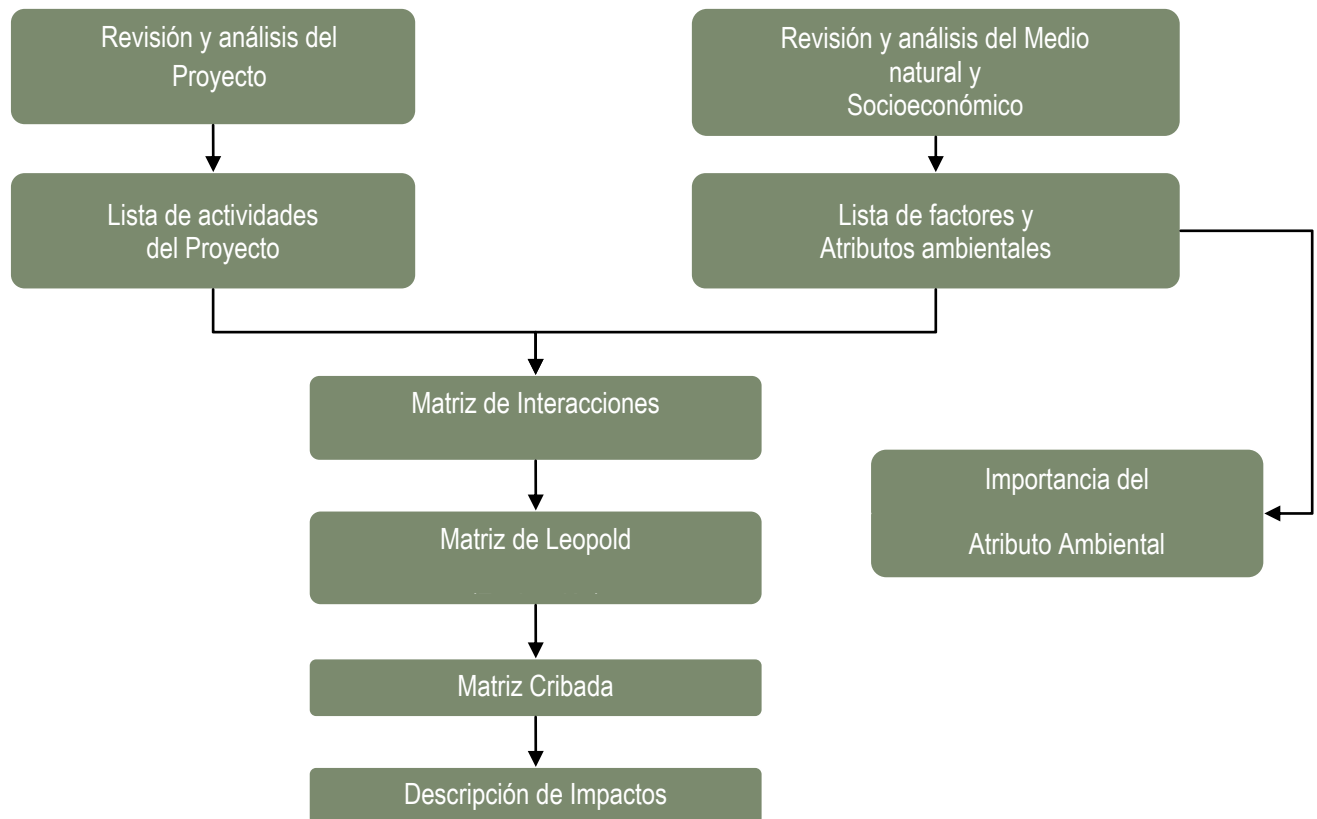 Revisión y análisis del
Proyecto
Revisión y análisis del Medio
natural y
Socioeconómico
Lista de actividades
del Proyecto
Lista de factores y
Atributos ambientales
Matriz de Interacciones
Importancia del
Atributo Ambiental
Matriz de Leopold
Matriz Cribada
Descripción de Impactos